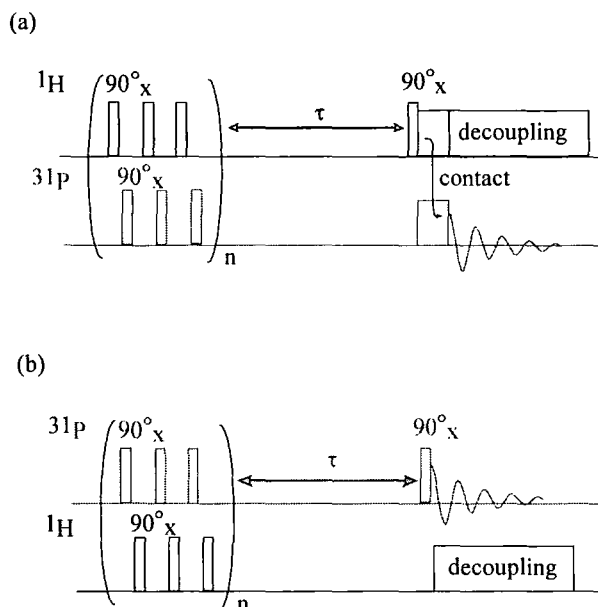 (a)
1H 90°x τ 90°x decoupling
contact
31P 90°x
n
(b)
31P 90°x τ 90°x
1H 90°x decoupling
n